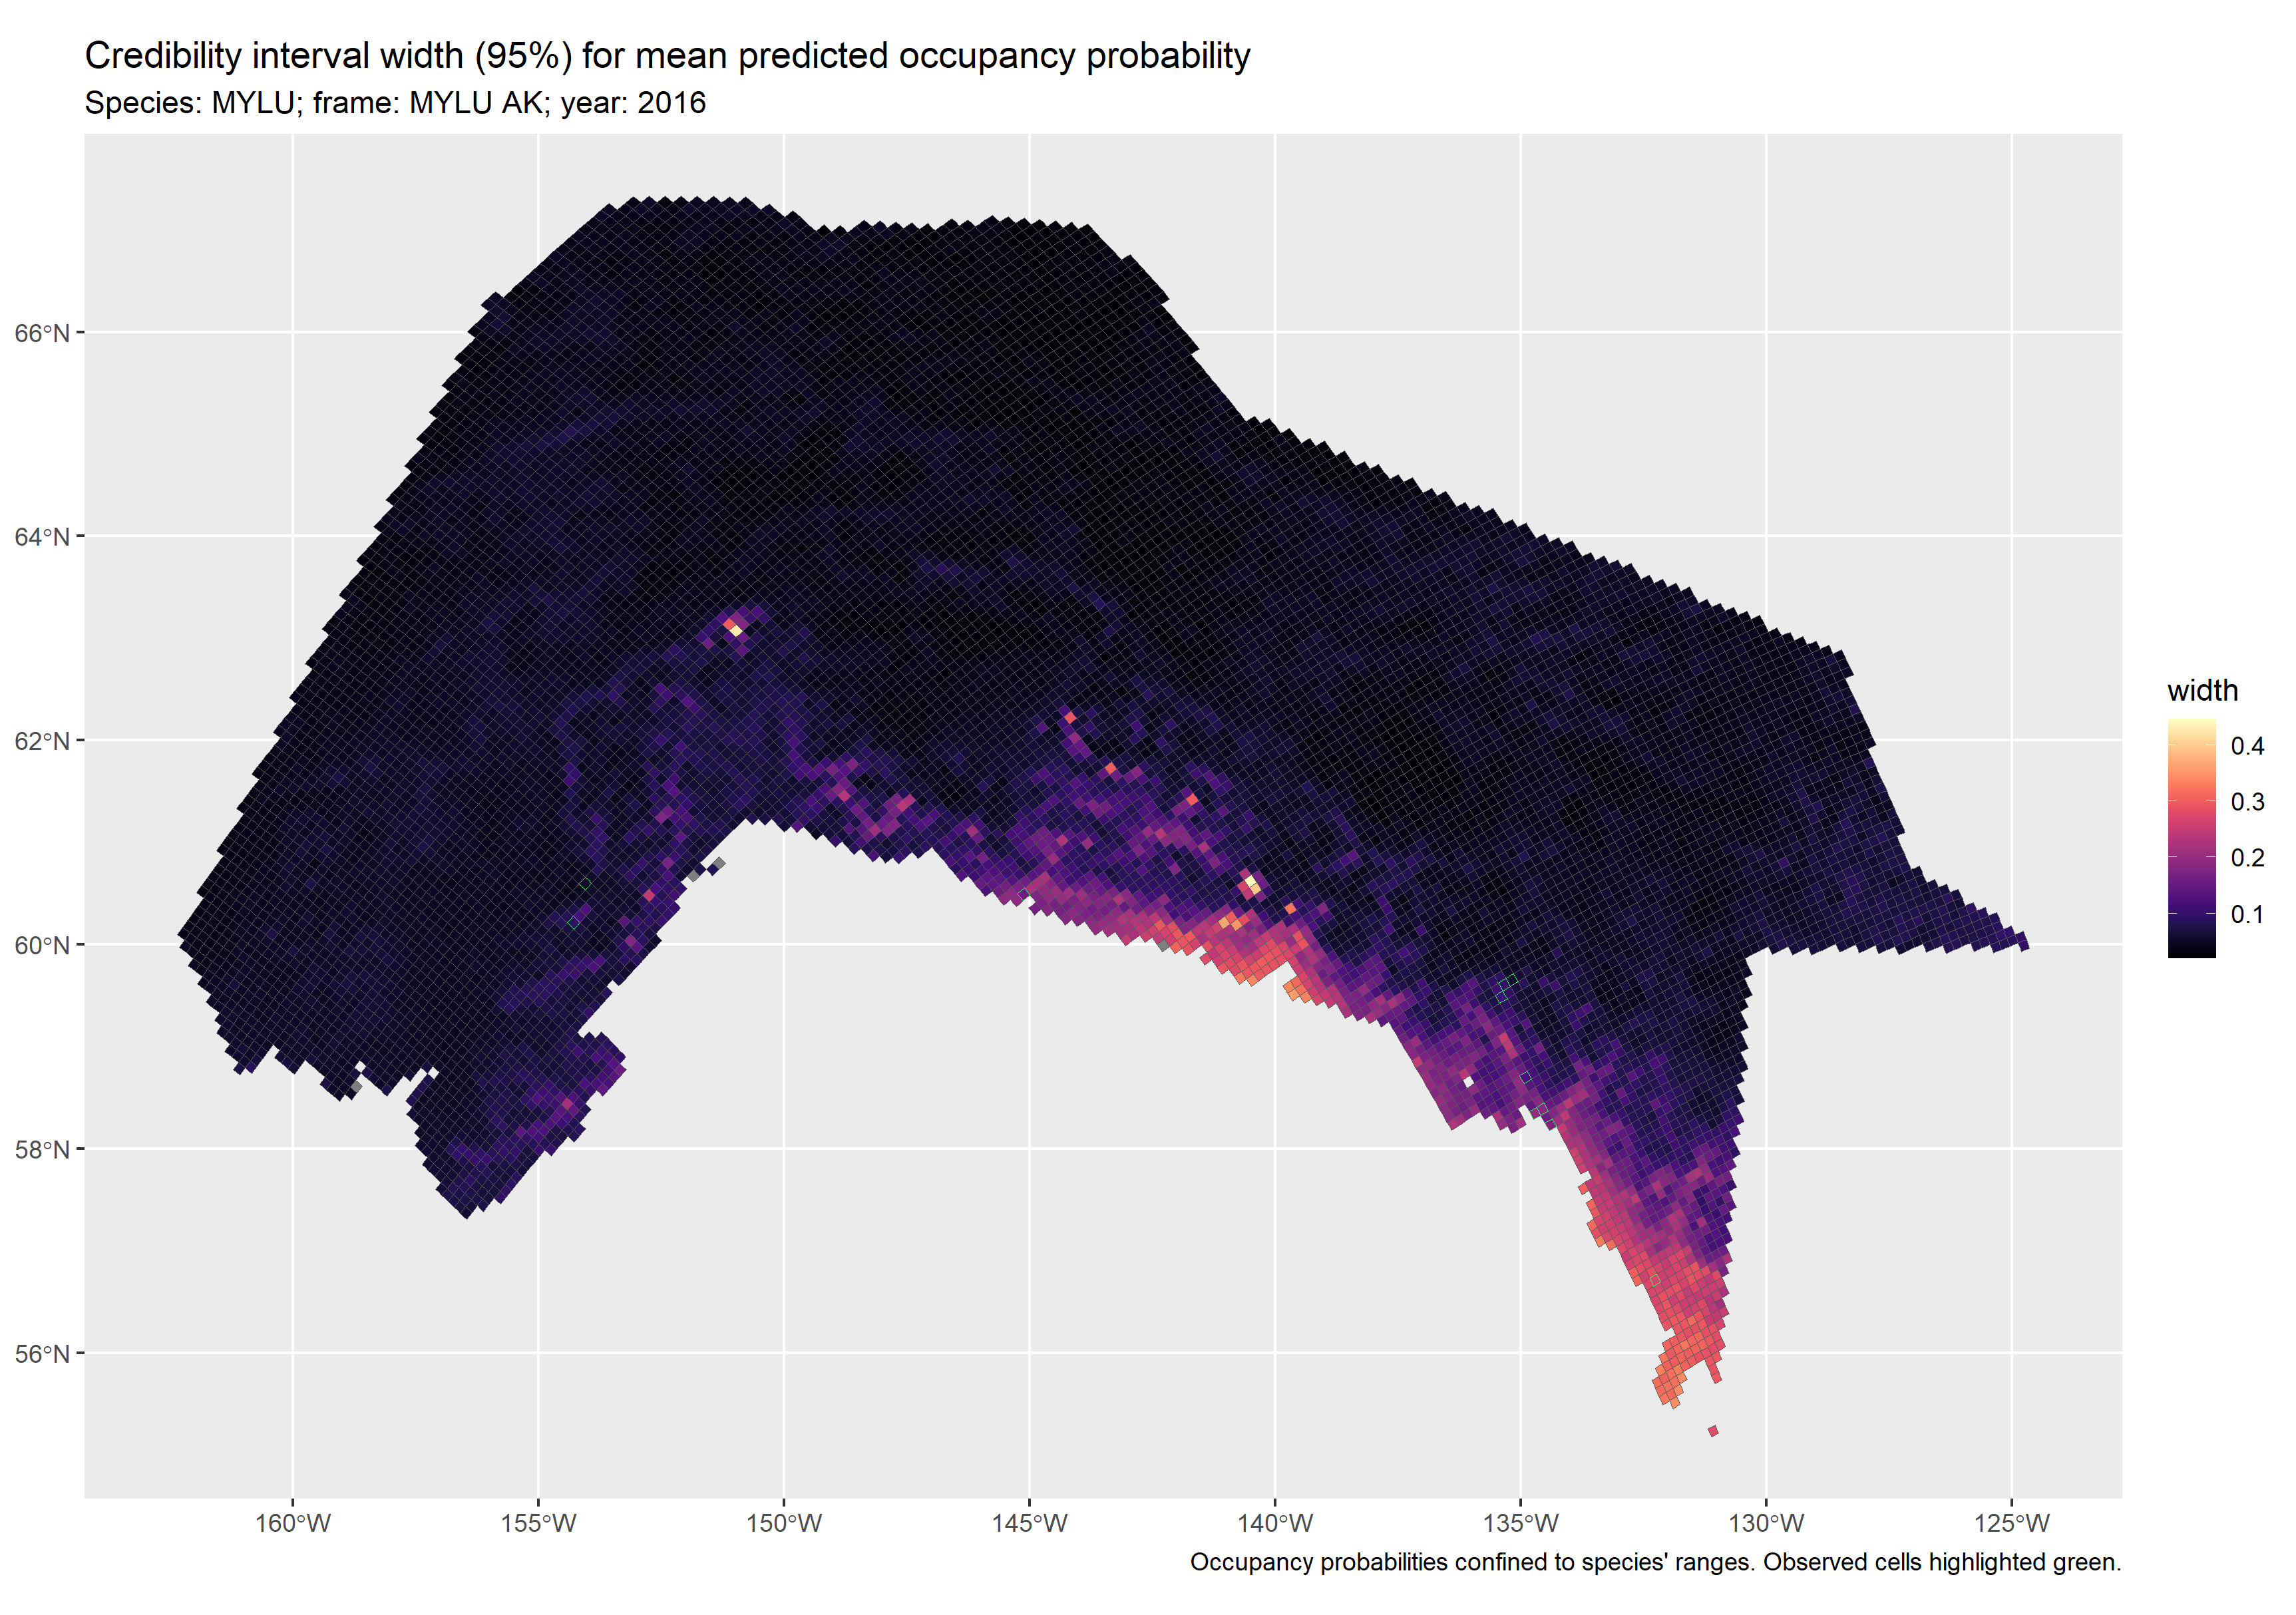 Credibility interval width (95%) for mean predicted occupancy probability
Species: MYLU; frame: MYLU AK; year: 2016
66°N
64°N
62°N
60°N
58°N
56°N
160°W
155°W
150°W
145°W
140°W
135°W
130°W
125°W
width
0.4
0.3
0.2
0.1
Occupancy probabilities confined to species' ranges. Observed cells highlighted green.